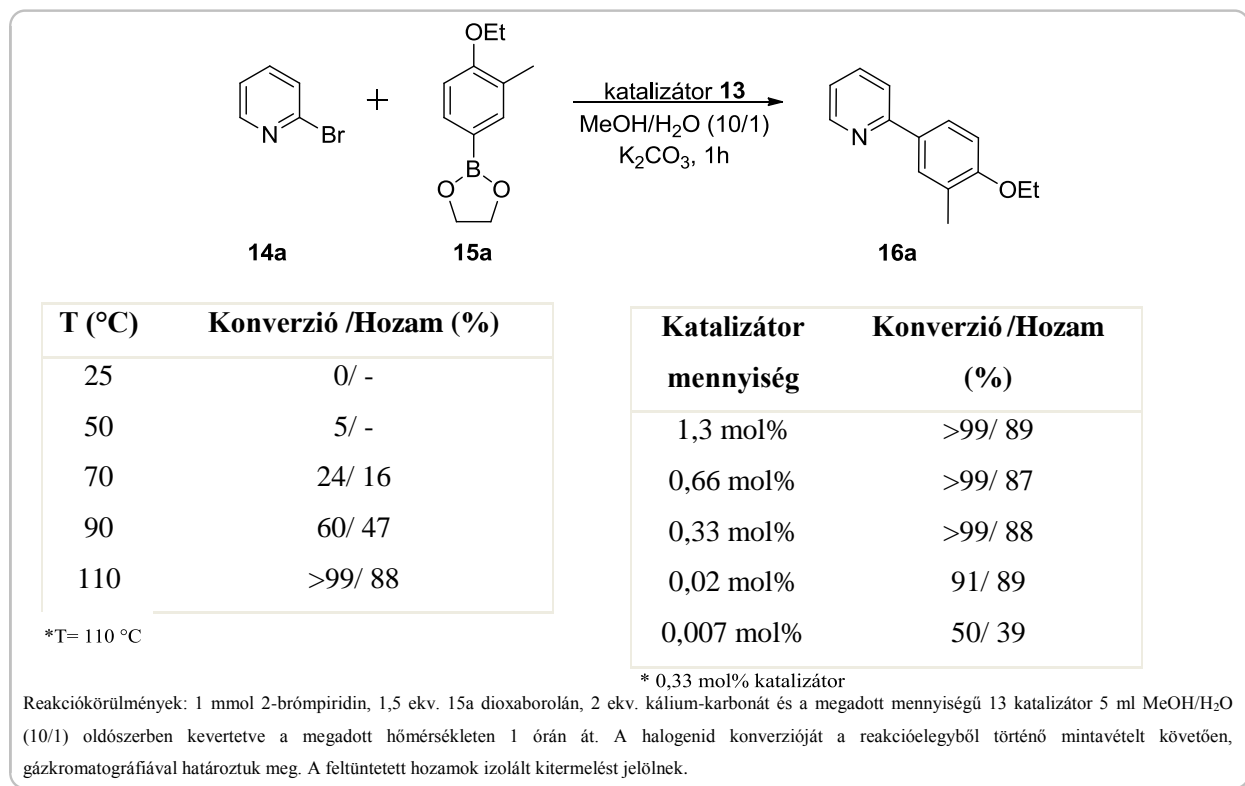 OEt
N
Br
+
B
O
O
katalizátor 13
MeOH/H2O (10/1)
K2CO3, 1h
N
OEt
14a
15a
16a
T (°C) Konverzió /Hozam (%)
25 0/ -
50 5/ -
70 24/ 16
90 60/ 47
110 >99/ 88
*T= 110 °C
Katalizátor mennyiség Konverzió /Hozam (%)
1,3 mol% >99/ 89
0,66 mol% >99/ 87
0,33 mol% >99/ 88
0,02 mol% 91/ 89
0,007 mol% 50/ 39
* 0,33 mol% katalizátor
Reakciókörülmények: 1 mmol 2-brómpiridin, 1,5 ekv. 15a dioxaborolán, 2 ekv. kálium-karbonát és a megadott mennyiségű 13 katalizátor 5 ml MeOH/H2O
(10/1) oldószerben kevertetve a megadott hőmérsékleten 1 órán át. A halogenid konverzióját a reakcióelegyből történő mintavételt követően,
gázkromatográfiával határoztuk meg. A feltüntetett hozamok izolált kitermelést jelölnek.